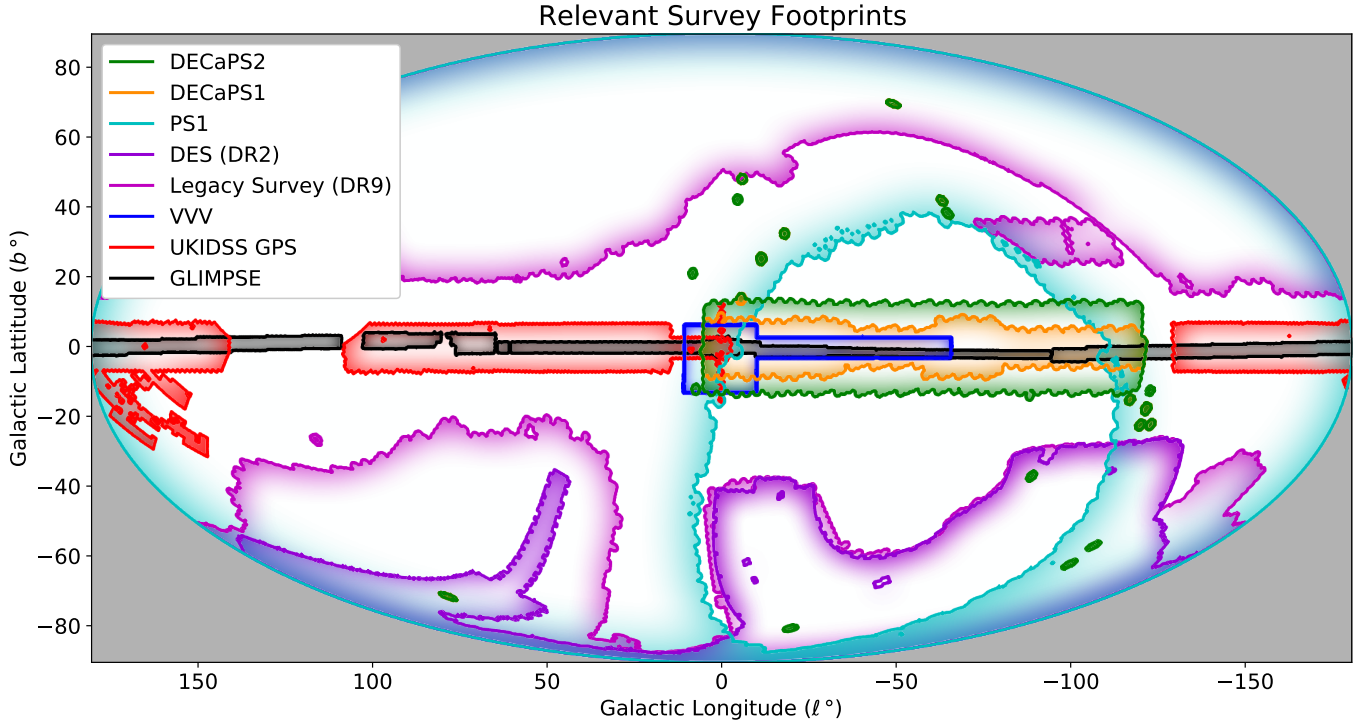 Relevant Survey Footprints
DECaPS2
DECaPS1
PS1
DES (DR2)
Legacy Survey (DR9)
VVV
UKIDSS GPS
GLIMPSE
Galactic Lattitude (b°)
80
60
40
20
0
−20
−40
−60
−80
150
100
50
0
−50
−100
−150
Galactic Longitude (ℓ°)